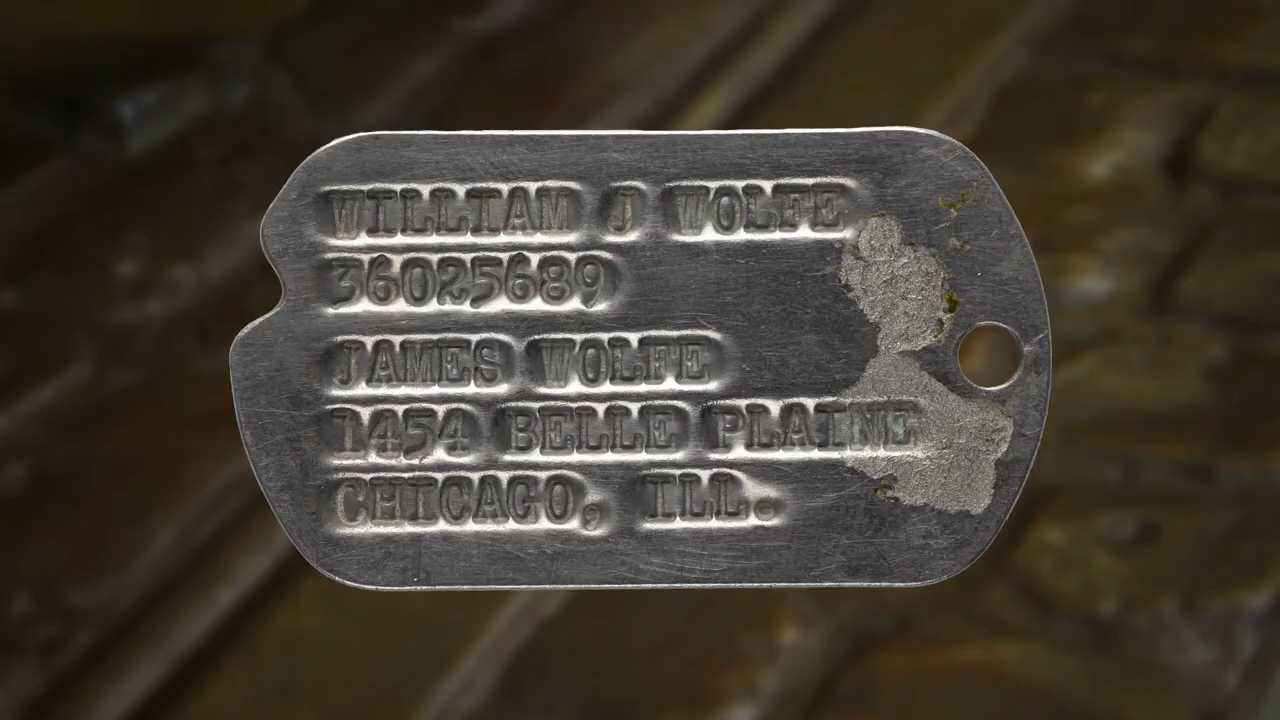 WILLIAM J WOLFE
36025689
JAMES WOLFE
1454 BELLE PLAINE
CHICAGO, ILL.